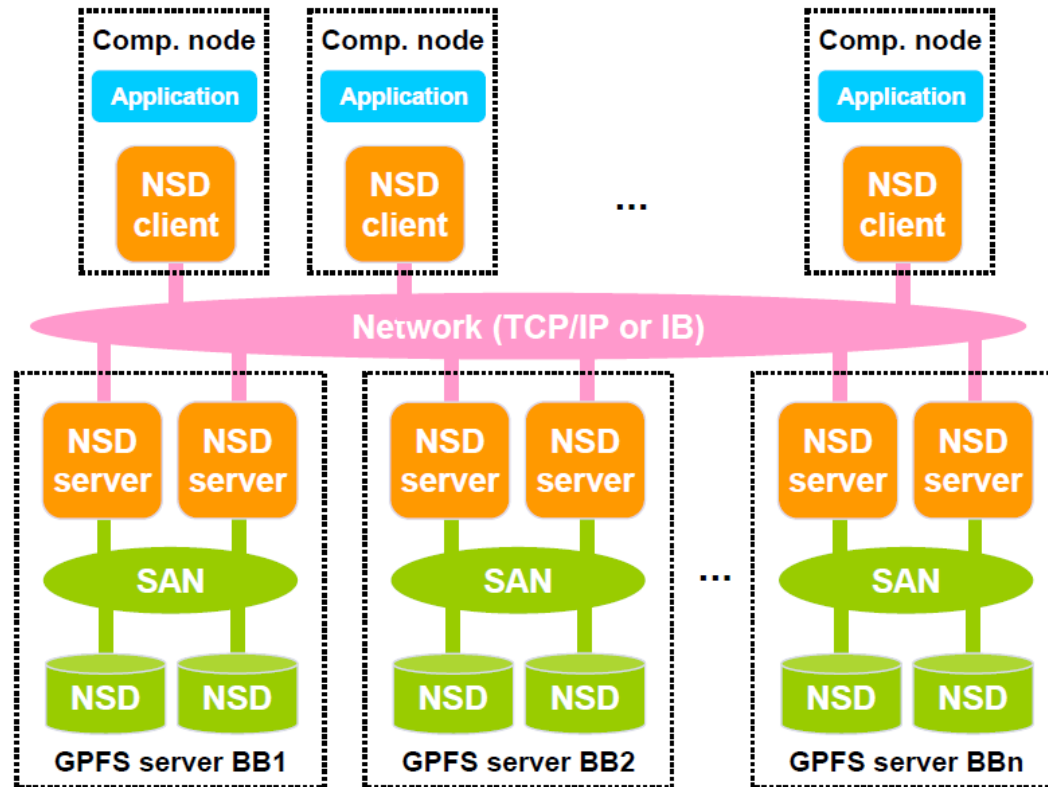 Comp. node Comp. node Comp. node
Application Application Application
NSD NSD NSD
client client ... client
Network (TCP/IP or IB)
NSD NSD NSD NSD NSD NSD
server server server server server server
SAN SAN ... SAN
NSD NSD NSD NSD NSD NSD
GPFS server BB1 GPFS server BB2 GPFS server BBn